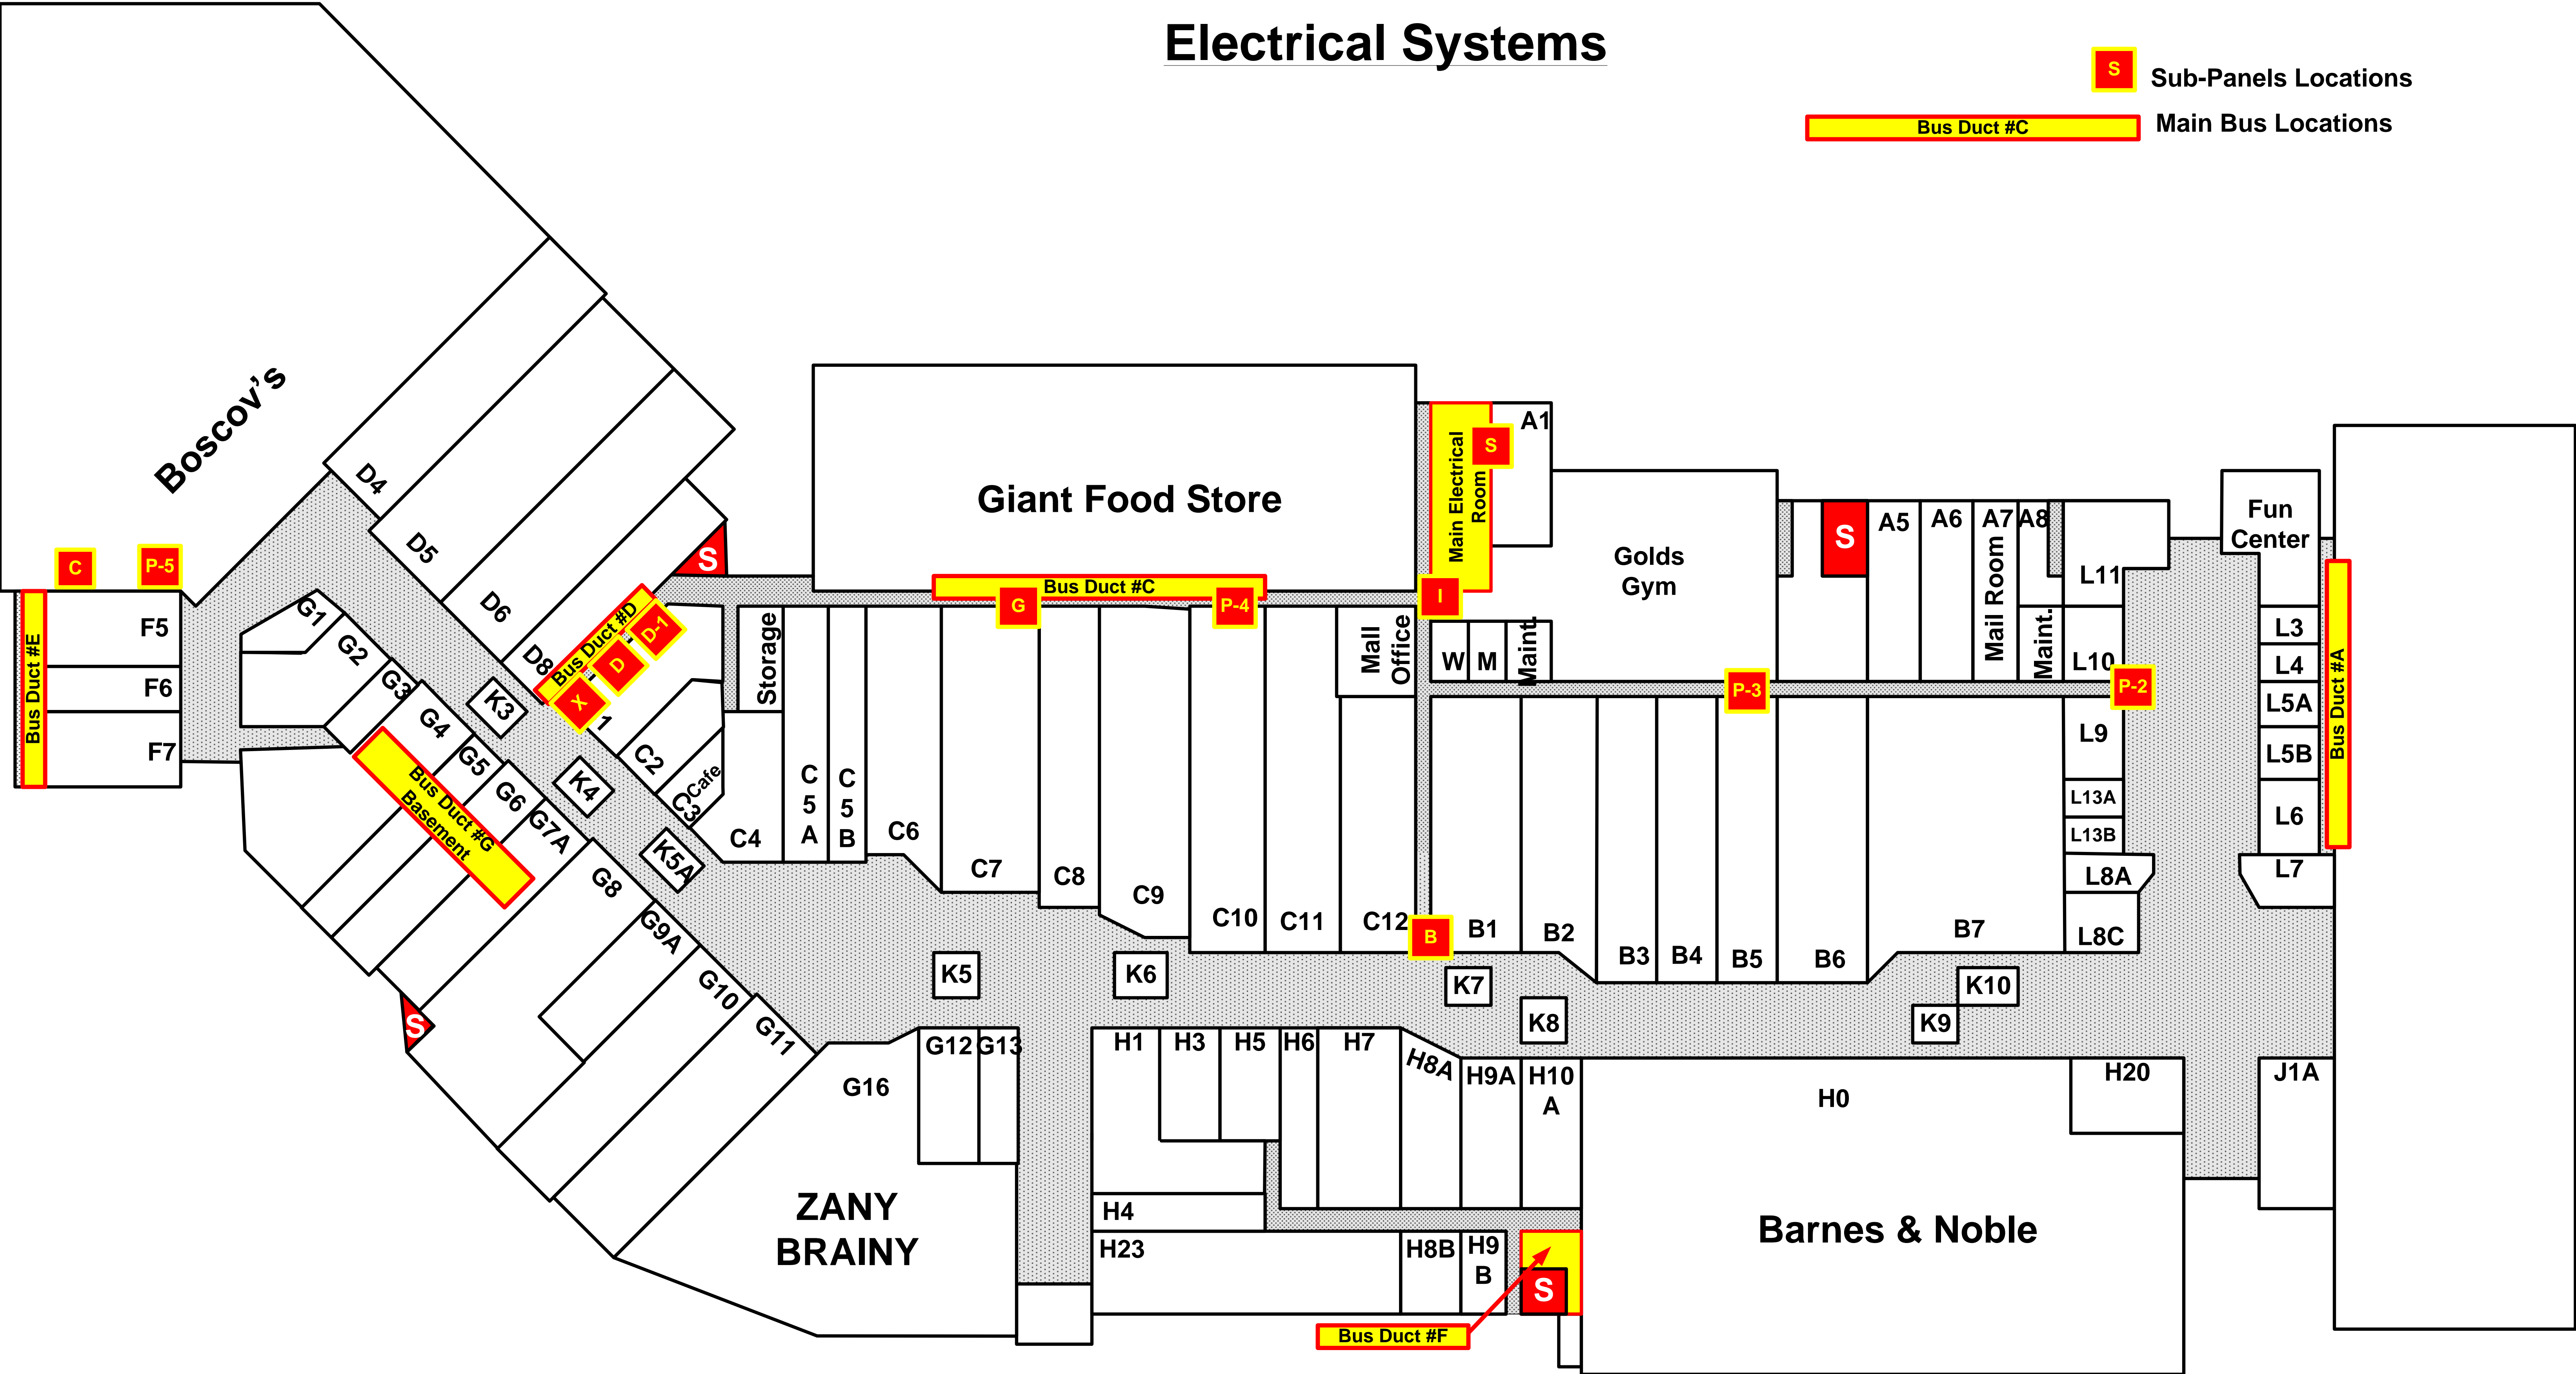 Electrical Systems
S
Sub-Panels Locations
Bus Duct #C
Main Bus Locations
Boscov's
D4
D5
D6
D8
S
C
P-5
Bus Duct #E
F5
F6
F7
G1
G2
G3
G4
G5
G6
G7A
G8
G9A
G10
G11
Bus Duct #G
Basement
S
K3
K4
K5A
Bus Duct #D
D-1
D
X
1
C2
Cafe
C3
C4
Storage
C
5
A
C
5
B
C6
C7
C8
C9
C10
C11
C12
Giant Food Store
Bus Duct #C
G
P-4
Mall
Office
Main Electrical
Room
S
A1
I
W
M
Maint.
Golds
Gym
S
A5
A6
A7
Mail Room
A8
Maint.
L11
L10
P-3
P-2
B
B1
B2
B3
B4
B5
B6
B7
L9
L13A
L13B
L8A
L8C
Fun
Center
L3
L4
L5A
L5B
L6
L7
Bus Duct #A
K5
K6
K7
K8
K9
K10
G16
G12
G13
ZANY
BRAINY
H1
H3
H5
H6
H7
H8A
H9A
H10
A
H4
H23
H8B
H9
B
S
Bus Duct #F
H0
H20
J1A
Barnes & Noble